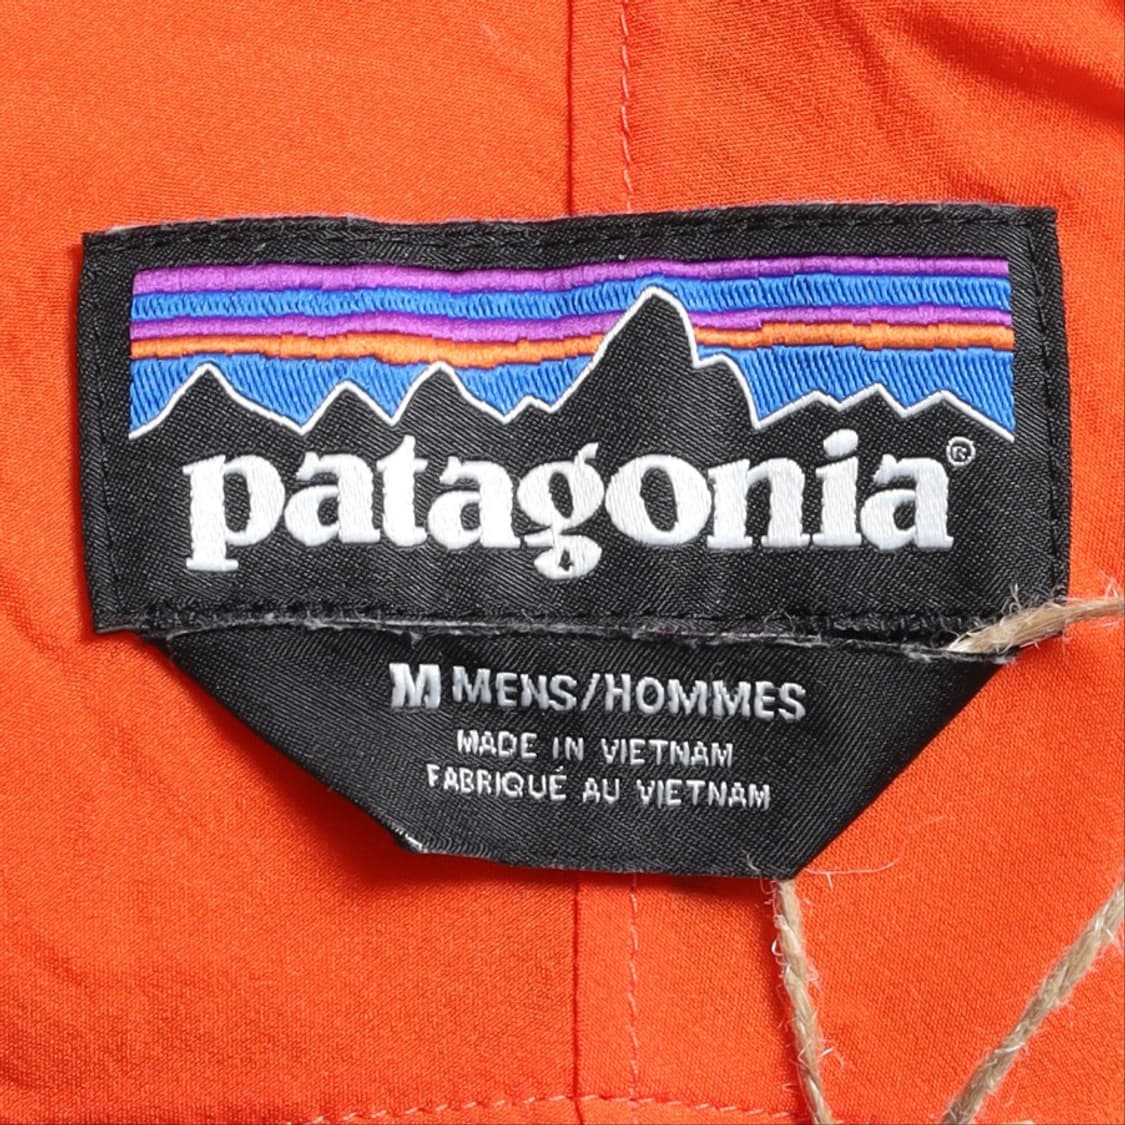 patagonia®
M MENS/HOMMES
MADE IN VIETNAM
FABRIQUÉ AU VIETNAM